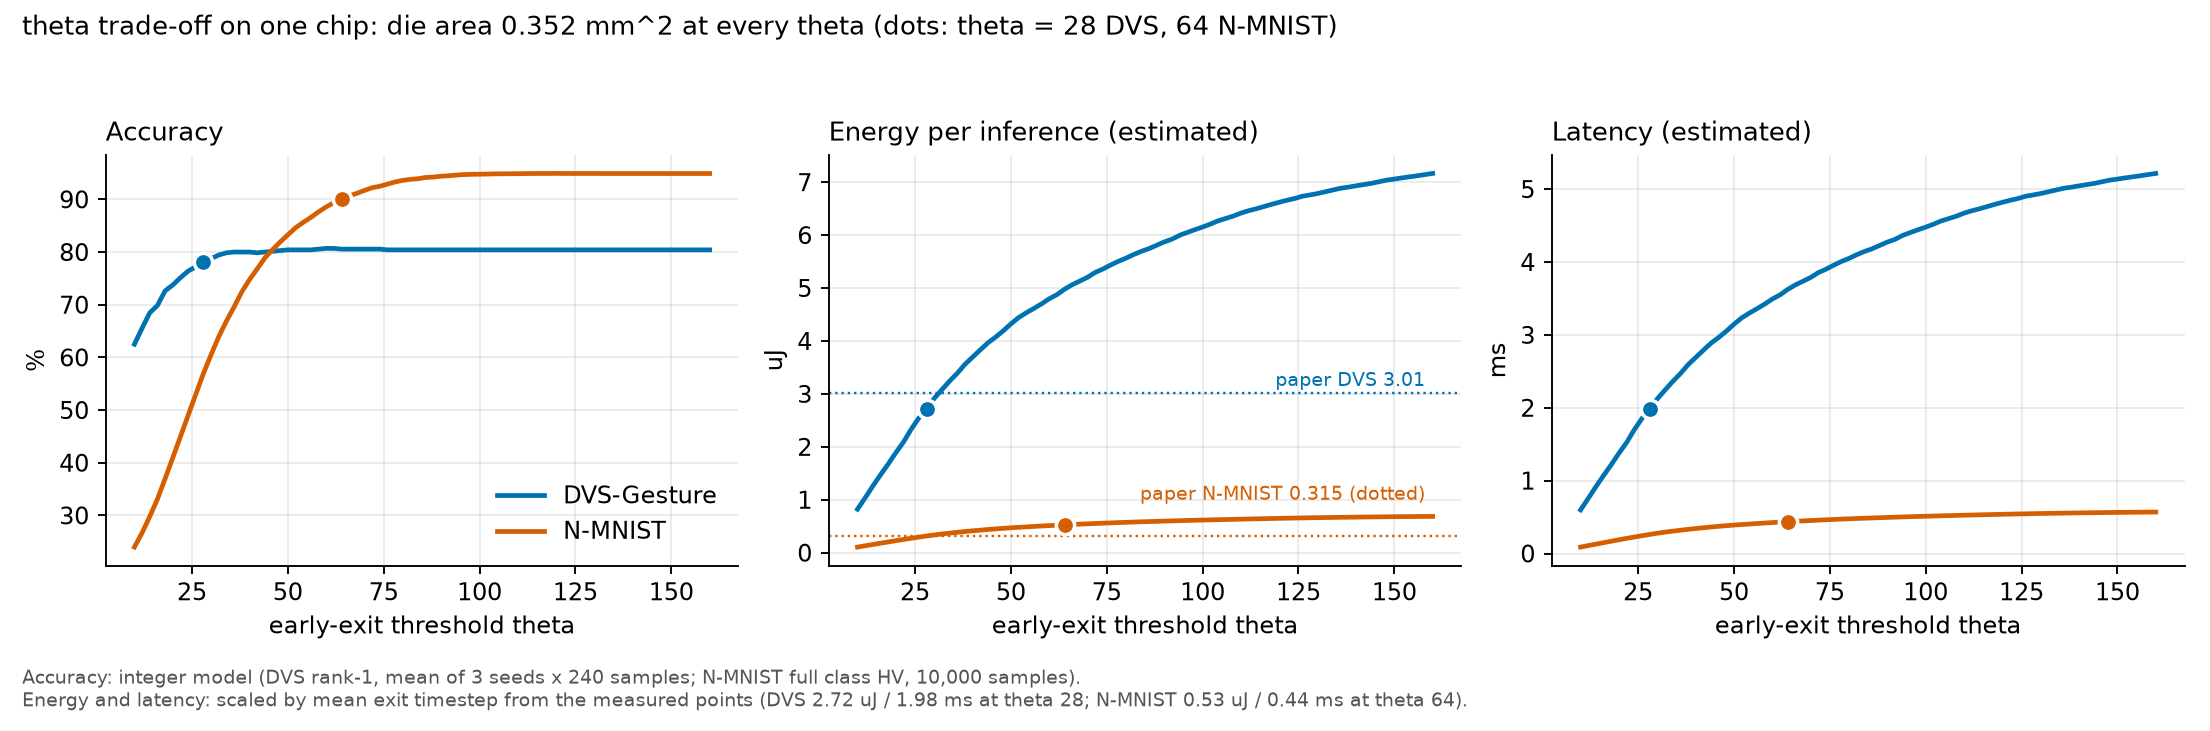 theta trade-off on one chip: die area 0.352 mm^2 at every theta (dots: theta = 28 DVS, 64 N-MNIST)
Accuracy
%
90
80
70
60
50
40
30
25 50 75 100 125 150
early-exit threshold theta
DVS-Gesture
N-MNIST
Energy per inference (estimated)
uJ
7
6
5
4
3
2
1
0
paper DVS 3.01
paper N-MNIST 0.315 (dotted)
25 50 75 100 125 150
early-exit threshold theta
Latency (estimated)
ms
5
4
3
2
1
0
25 50 75 100 125 150
early-exit threshold theta
Accuracy: integer model (DVS rank-1, mean of 3 seeds x 240 samples; N-MNIST full class HV, 10,000 samples).
Energy and latency: scaled by mean exit timestep from the measured points (DVS 2.72 uJ / 1.98 ms at theta 28; N-MNIST 0.53 uJ / 0.44 ms at theta 64).